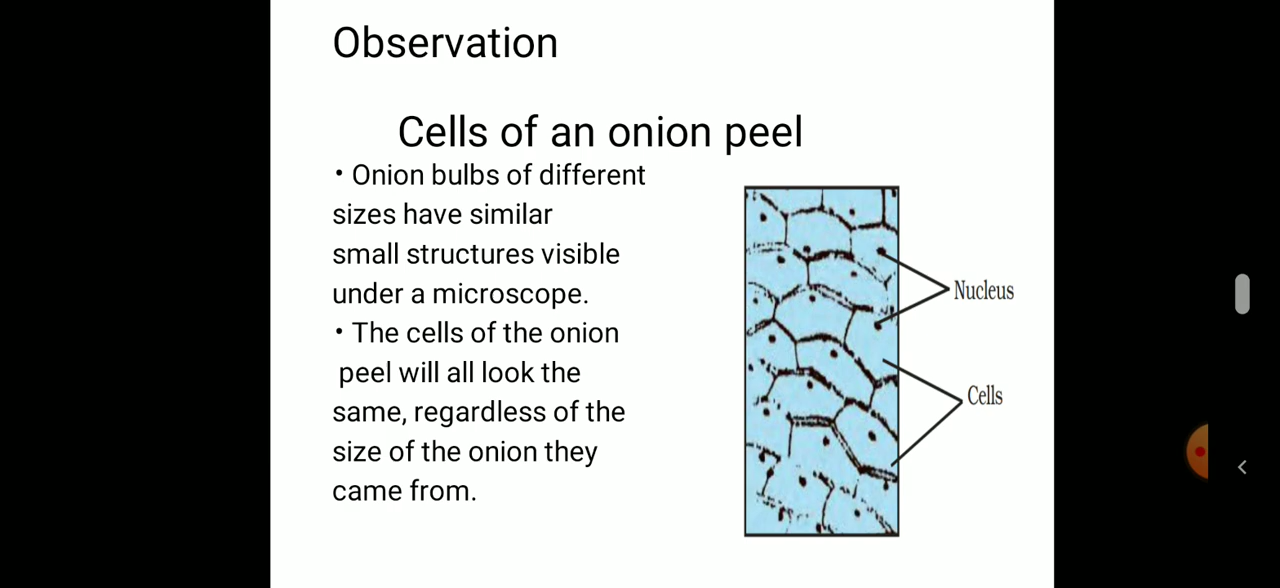 Observation
Cells of an onion peel
• Onion bulbs of different
sizes have similar
small structures visible
under a microscope.
• The cells of the onion
peel will all look the
same, regardless of the
size of the onion they
came from.
Nucleus
Cells